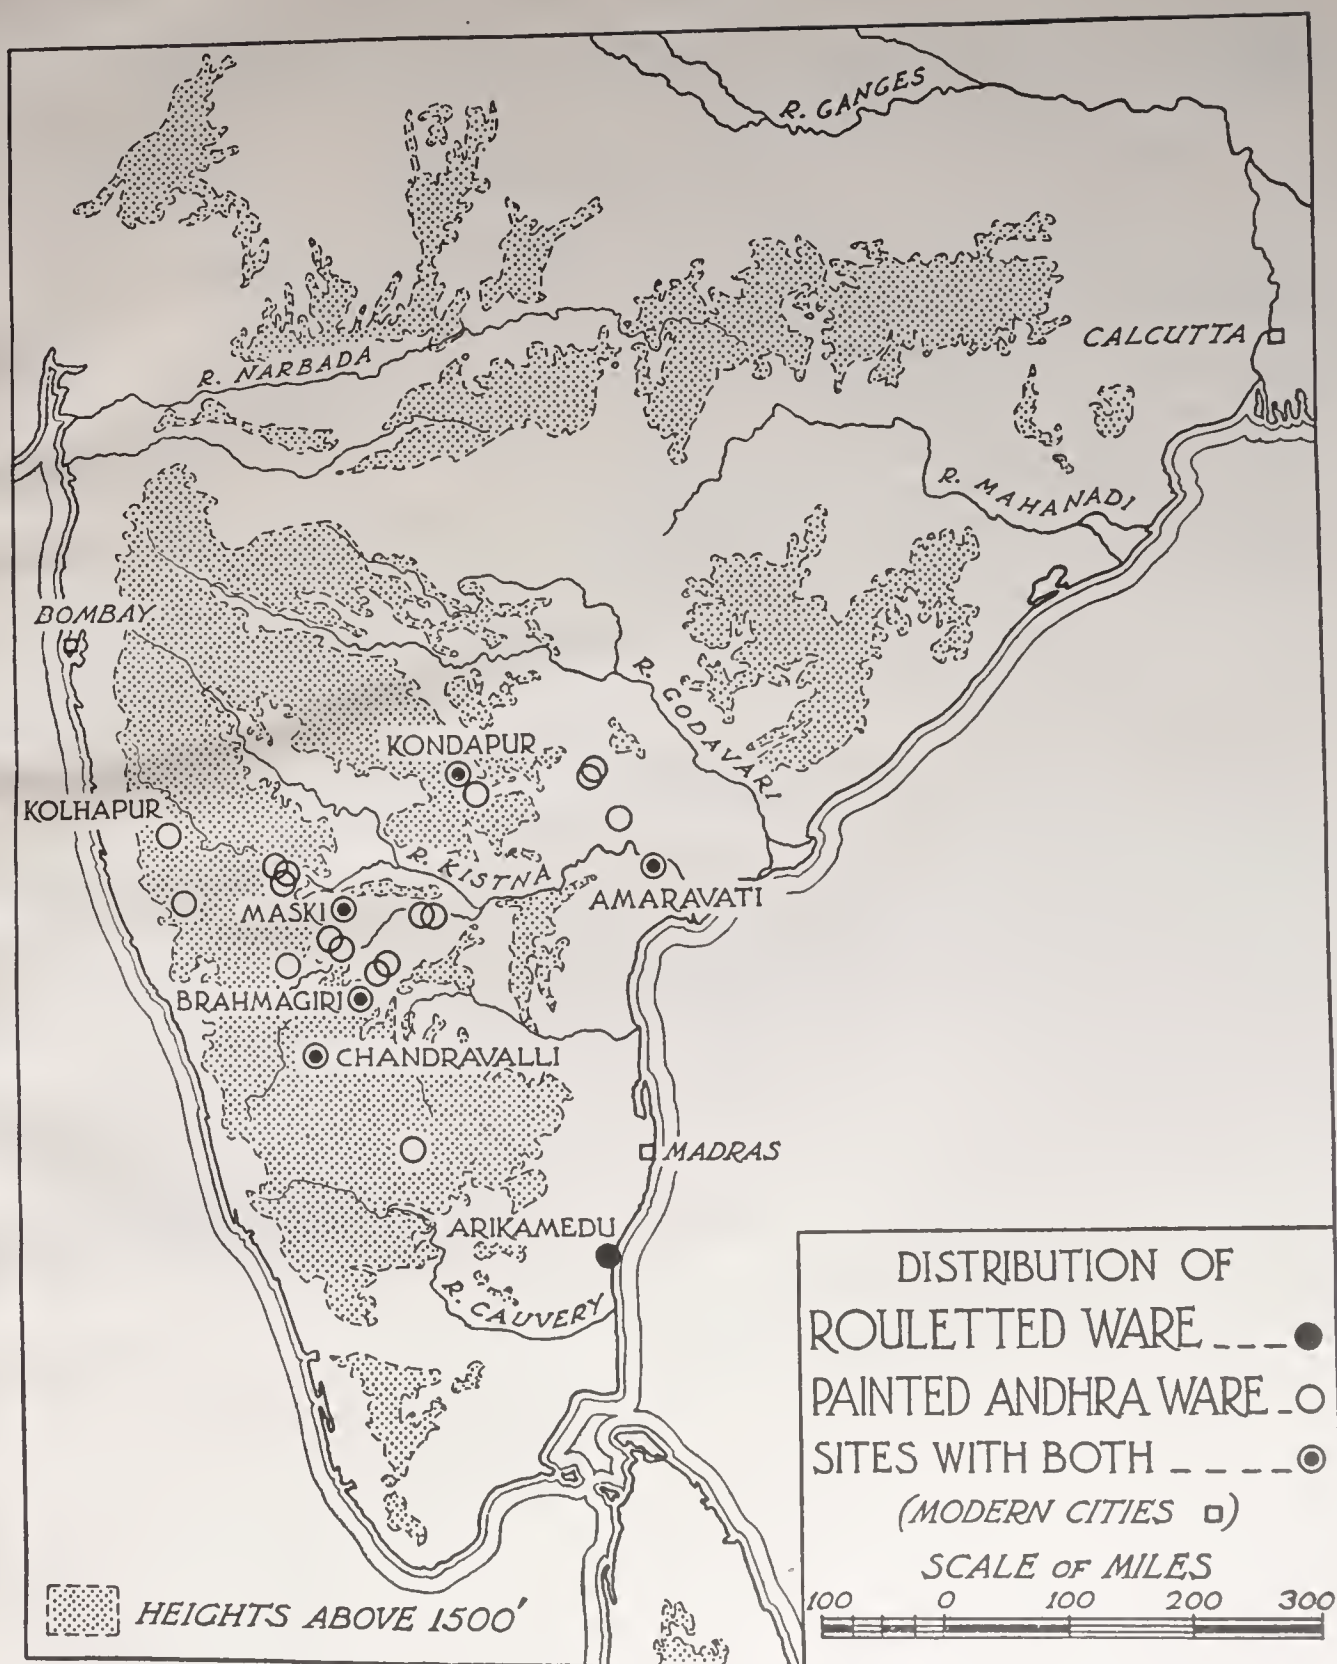 R. GANGES
CALCUTTA
R. NARBADA
R. MAHANADI
BOMBAY
R. GODAVARI
KONDAPUR
KOLHAPUR
R. KISTNA
AMARAVATI
MASKI
BRAHMAGIRI
CHANDRAVALLI
MADRAS
ARIKAMEDU
R. CAUVERY
DISTRIBUTION OF
ROULETTED WARE
PAINTED ANDHRA WARE
SITES WITH BOTH
(MODERN CITIES )
SCALE OF MILES
100 0 100 200 300
HEIGHTS ABOVE 1500'